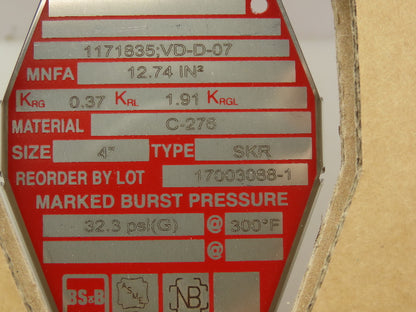 1171835;VD-D-07
MNFA 12.74 IN²
KRG 0.37 KRL 1.91 KRGL
MATERIAL C-276
SIZE 4" TYPE SKR
REORDER BY LOT 17003088-1
MARKED BURST PRESSURE
32.3 psi(G) @ 300°F
@
BS&B ASME NB